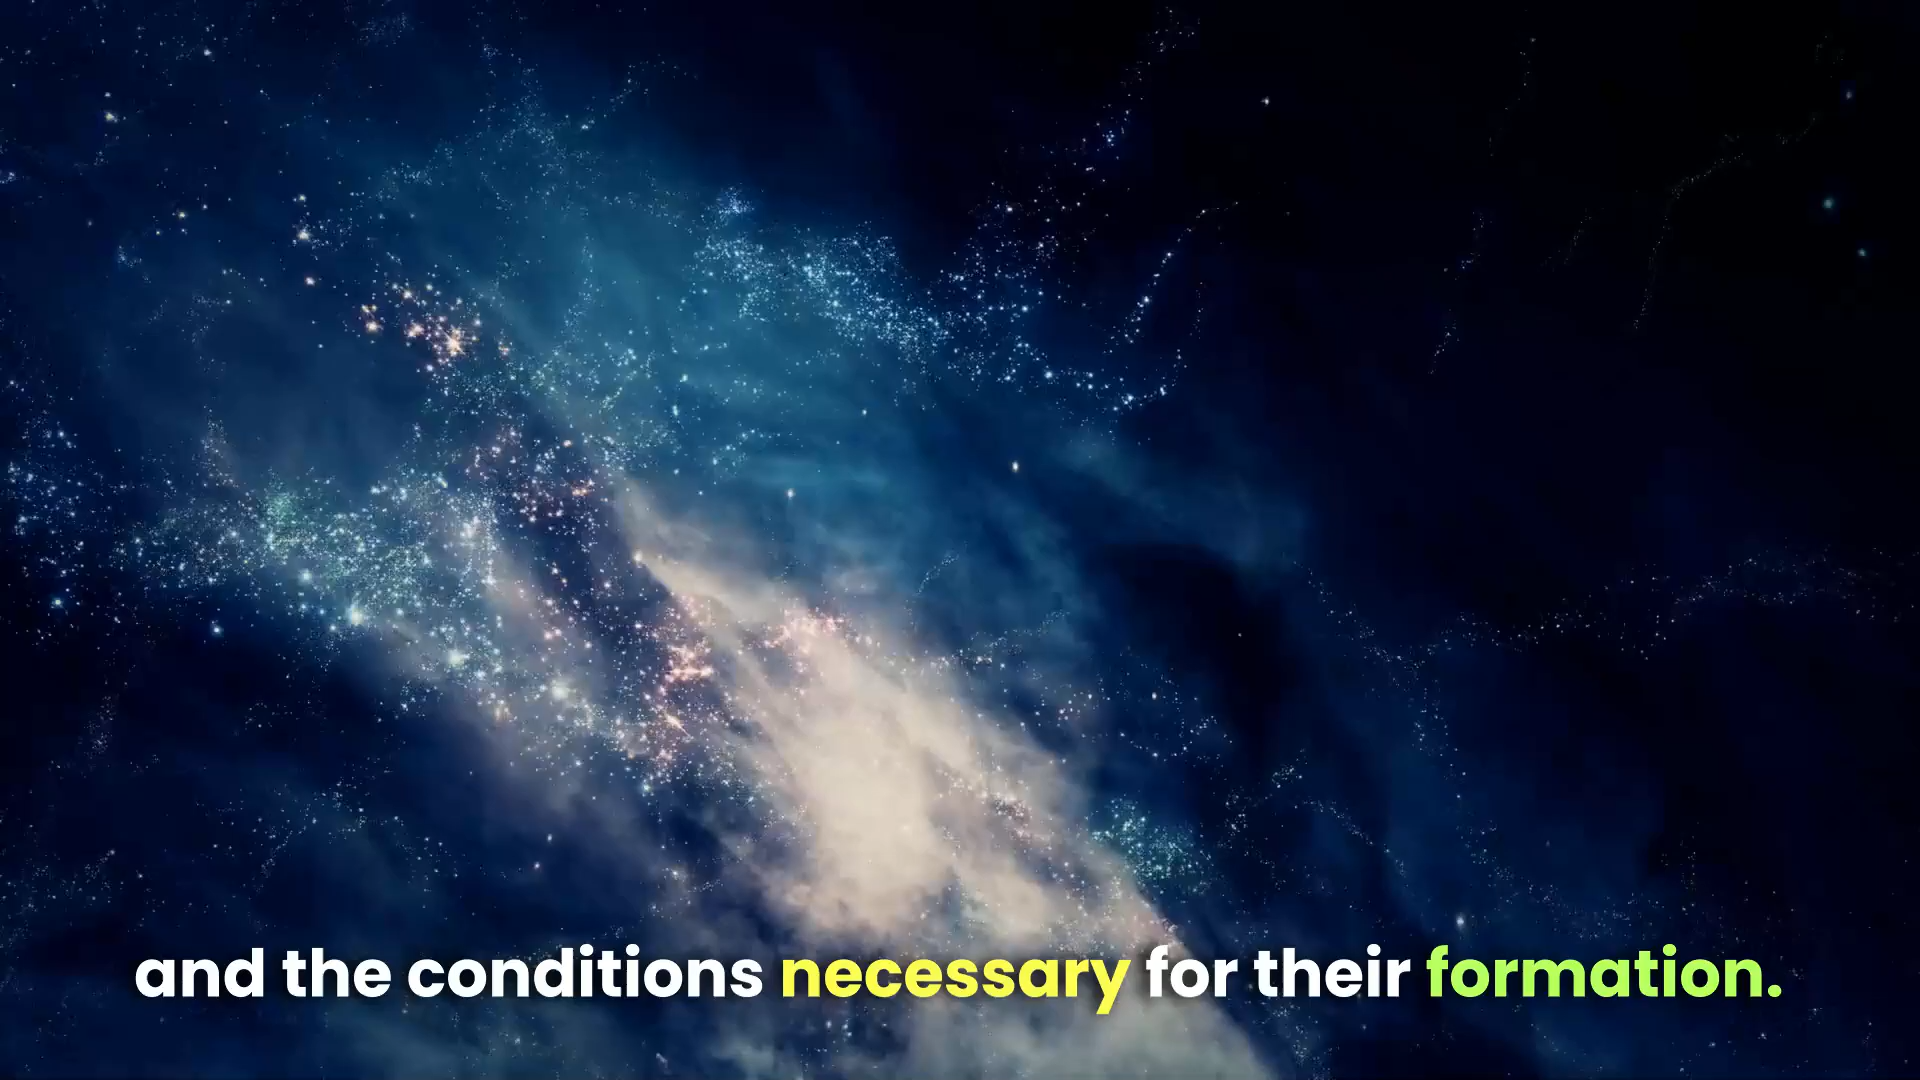 and the conditions necessary for their formation.